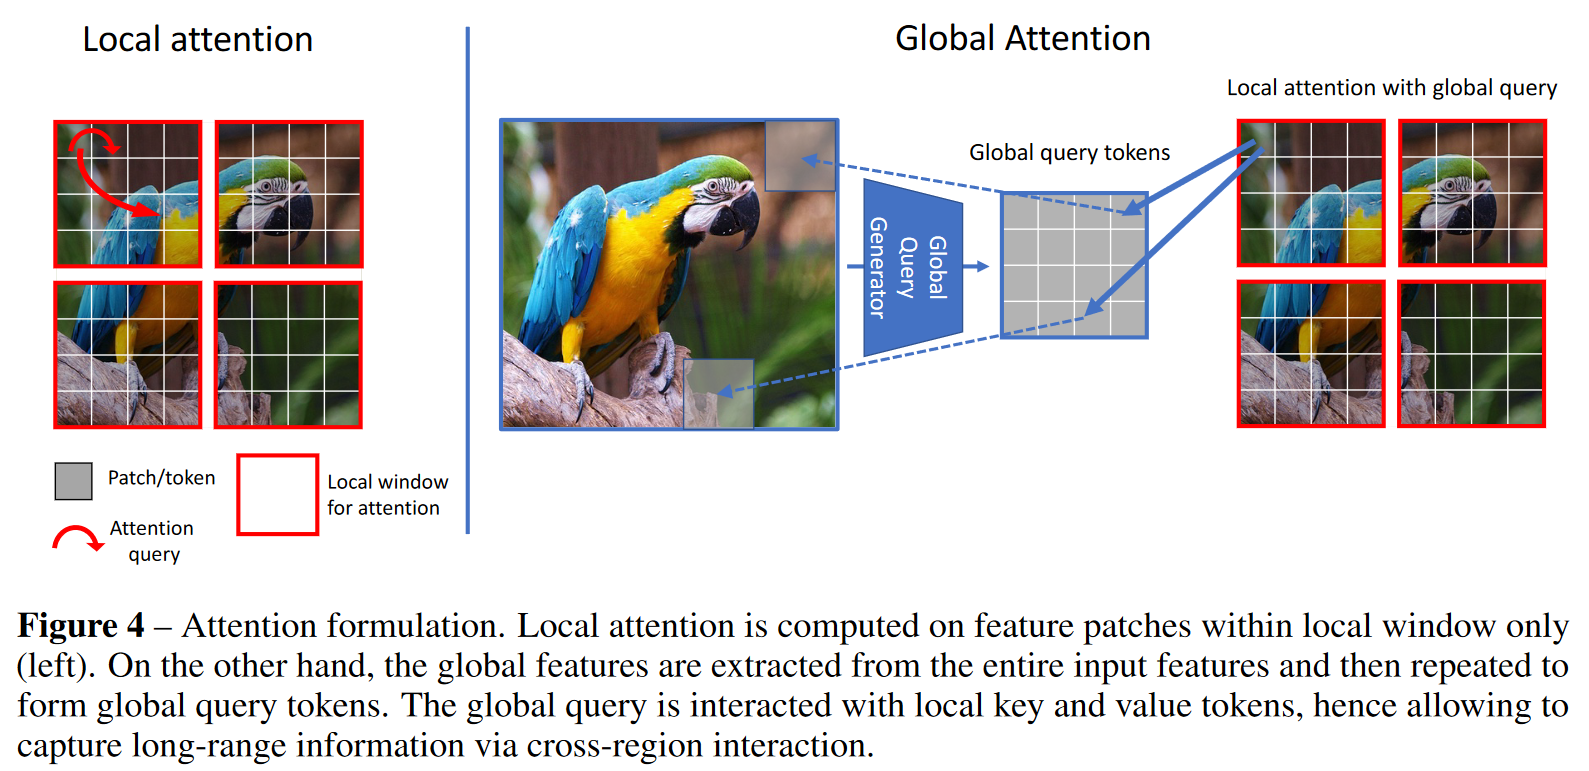 Local attention
Global Attention
Local attention with global query
Global query tokens
Global
Query
Generator
Patch/token
Attention
query
Local window
for attention
Figure 4 – Attention formulation. Local attention is computed on feature patches within local window only
(left). On the other hand, the global features are extracted from the entire input features and then repeated to
form global query tokens. The global query is interacted with local key and value tokens, hence allowing to
capture long-range information via cross-region interaction.